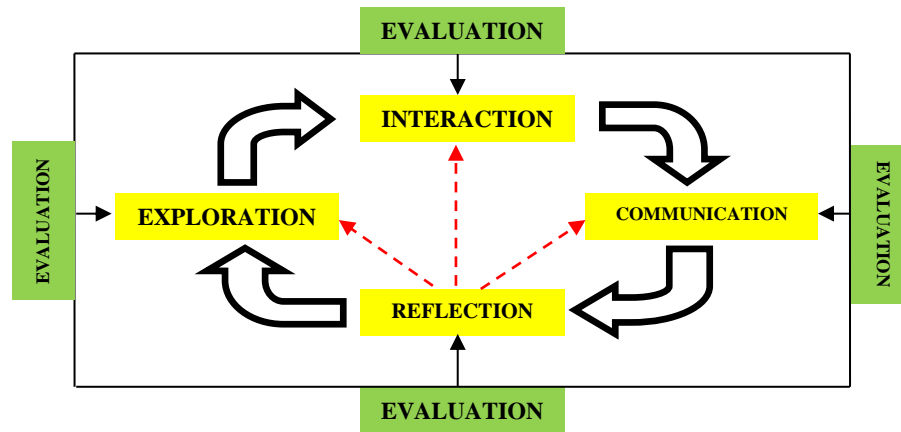 EVALUATION
INTERACTION
EVALUATION
EXPLORATION
COMMUNICATION
EVALUATION
REFLECTION
EVALUATION